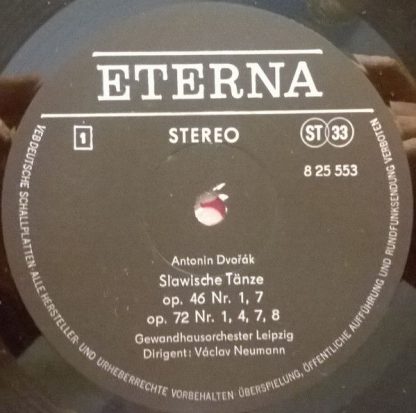 ETERNA
1
STEREO
ST 33
8 25 553
Antonin Dvořák
Slawische Tänze
op. 46 Nr. 1, 7
op. 72 Nr. 1, 4, 7, 8
Gewandhausorchester Leipzig
Dirigent: Václav Neumann
VEB DEUTSCHE SCHALLPLATTEN ALLE HERSTELLER- UND URHEBERRECHTE VORBEHALTEN ÜBERSPIELUNG, ÖFFENTLICHE AUFFÜHRUNG UND RUNDFUNKSENDUNG VERBOTEN